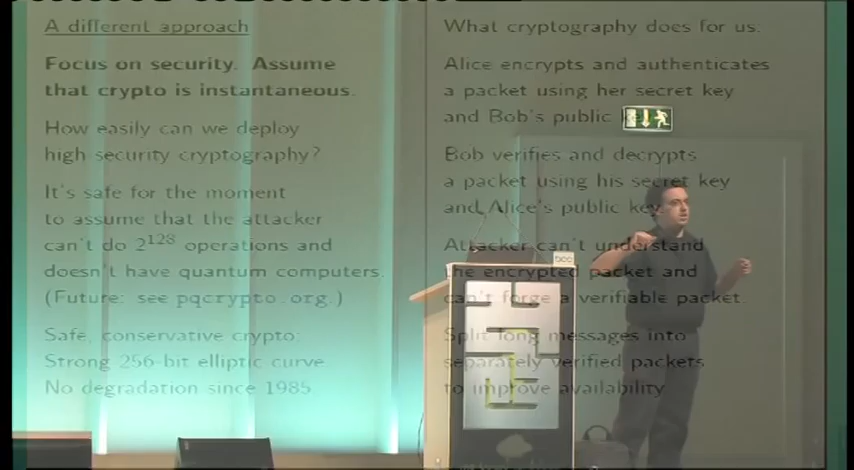 A different approach
Focus on security. Assume
that crypto is instantaneous.
How easily can we deploy
high security cryptography?
It's safe for the moment
to assume that the attacker
can't do 2¹²⁸ operations and
doesn't have quantum computers.
(Future: see pqcrypto.org.)
Safe, conservative crypto:
Strong 256-bit elliptic curve.
No degradation since 1985.
What cryptography does for us:
Alice encrypts and authenticates
a packet using her secret key
and Bob's public key.
Bob verifies and decrypts
a packet using his secret key
and Alice's public key.
Attacker can't understand
the encrypted packet and
can't forge a verifiable packet.
Split long messages into
separately verified packets
to improve availability.